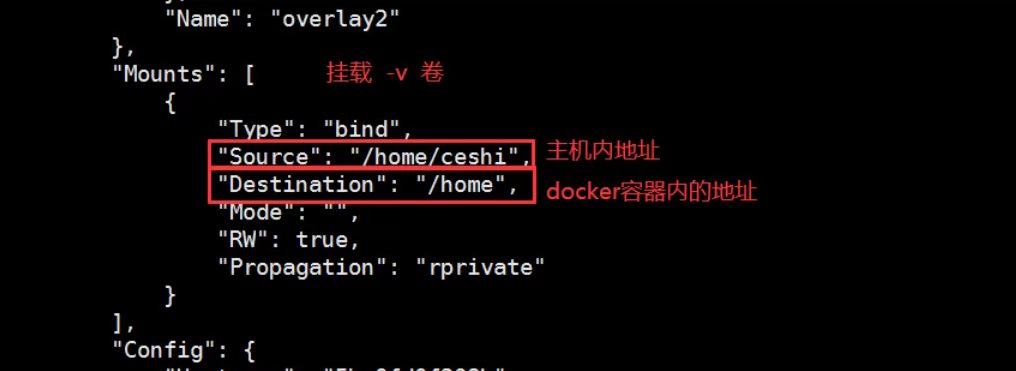 "Name": "overlay2"
},
"Mounts": [ 挂载 -v 卷
{
"Type": "bind",
"Source": "/home/ceshi", 主机内地址
"Destination": "/home", docker容器内的地址
"Mode": "",
"RW": true,
"Propagation": "rprivate"
}
],
"Config": {